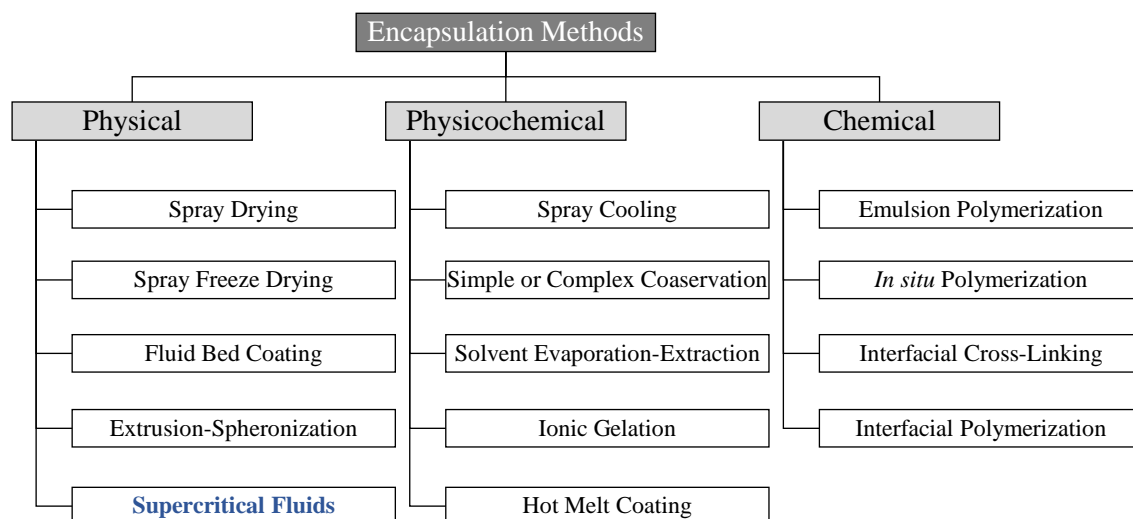 Encapsulation Methods
Physical
Physicochemical
Chemical
Spray Drying
Spray Cooling
Emulsion Polymerization
Spray Freeze Drying
Simple or Complex Coaservation
In situ Polymerization
Fluid Bed Coating
Solvent Evaporation-Extraction
Interfacial Cross-Linking
Extrusion-Spheronization
Ionic Gelation
Interfacial Polymerization
Supercritical Fluids
Hot Melt Coating